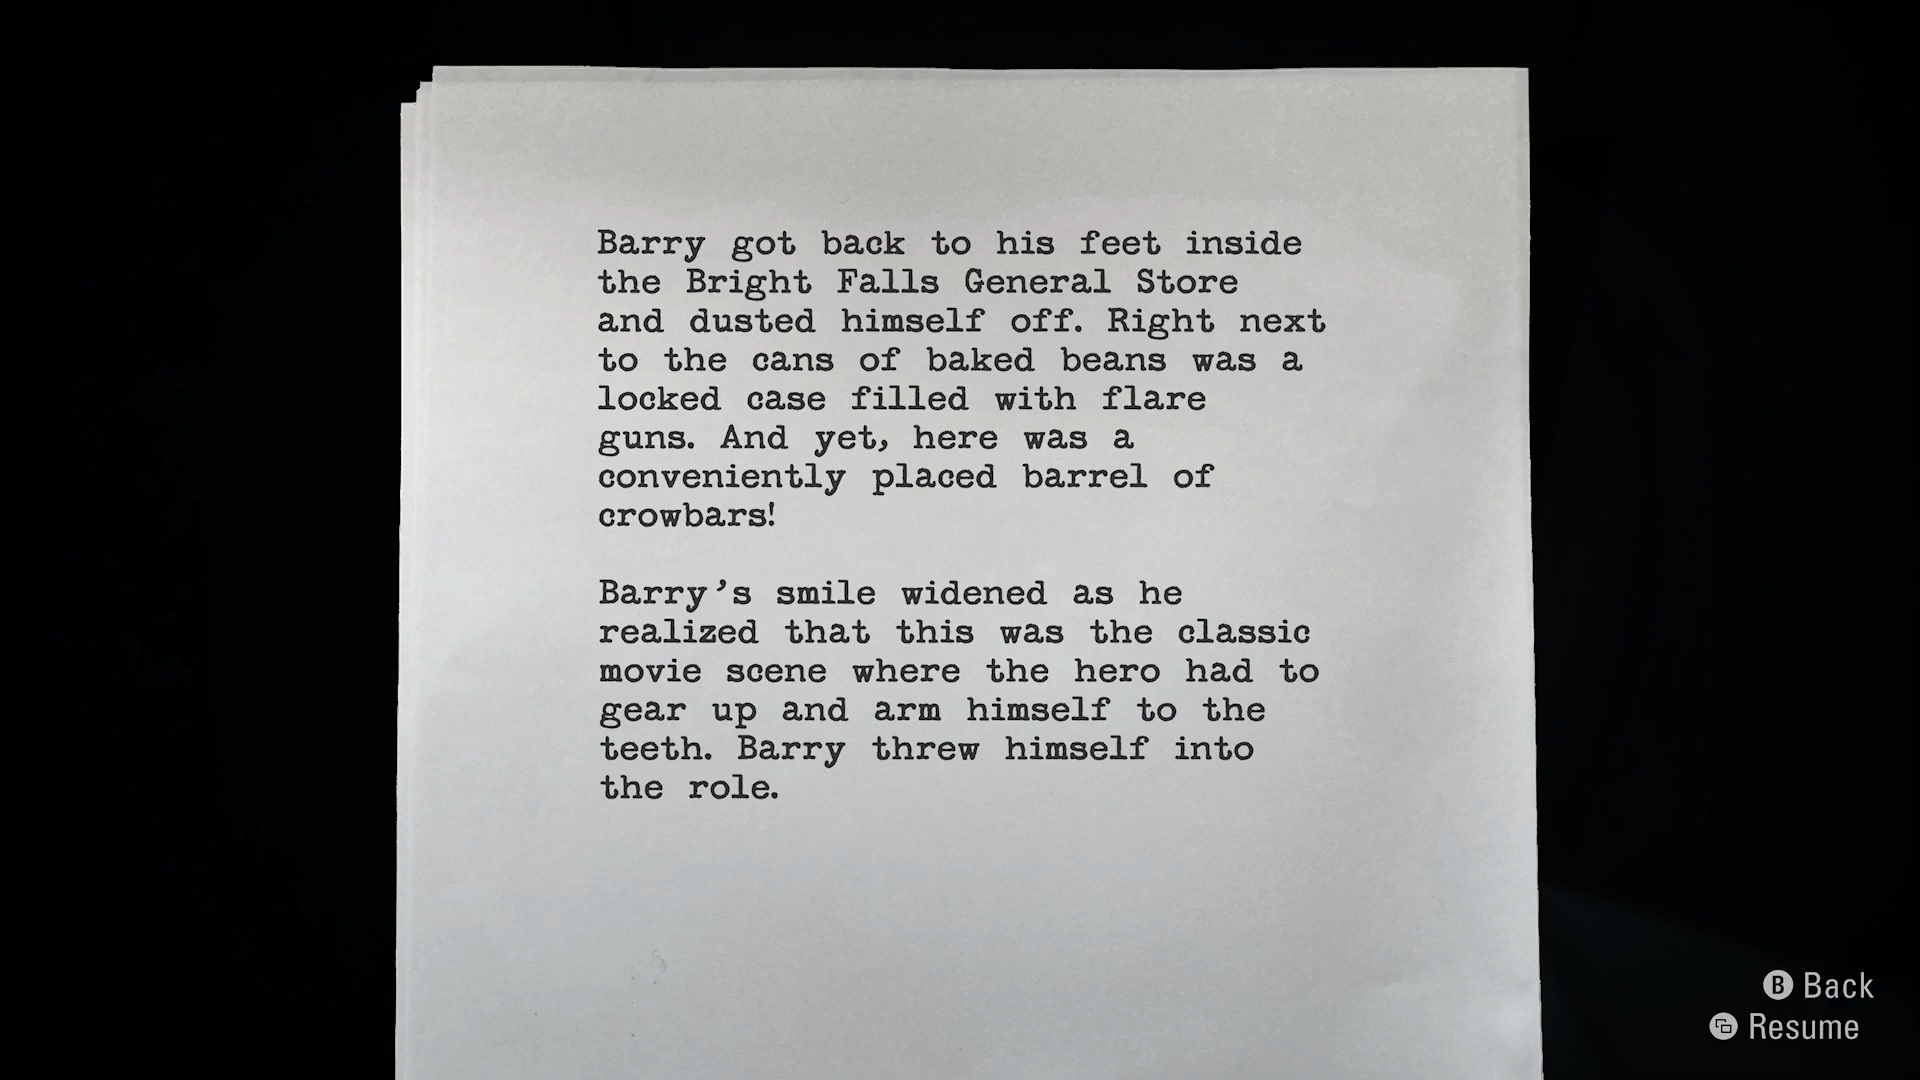 Barry got back to his feet inside
the Bright Falls General Store
and dusted himself off. Right next
to the cans of baked beans was a
locked case filled with flare
guns. And yet, here was a
conveniently placed barrel of
crowbars!
Barry's smile widened as he
realized that this was the classic
movie scene where the hero had to
gear up and arm himself to the
teeth. Barry threw himself into
the role.
B Back
Resume